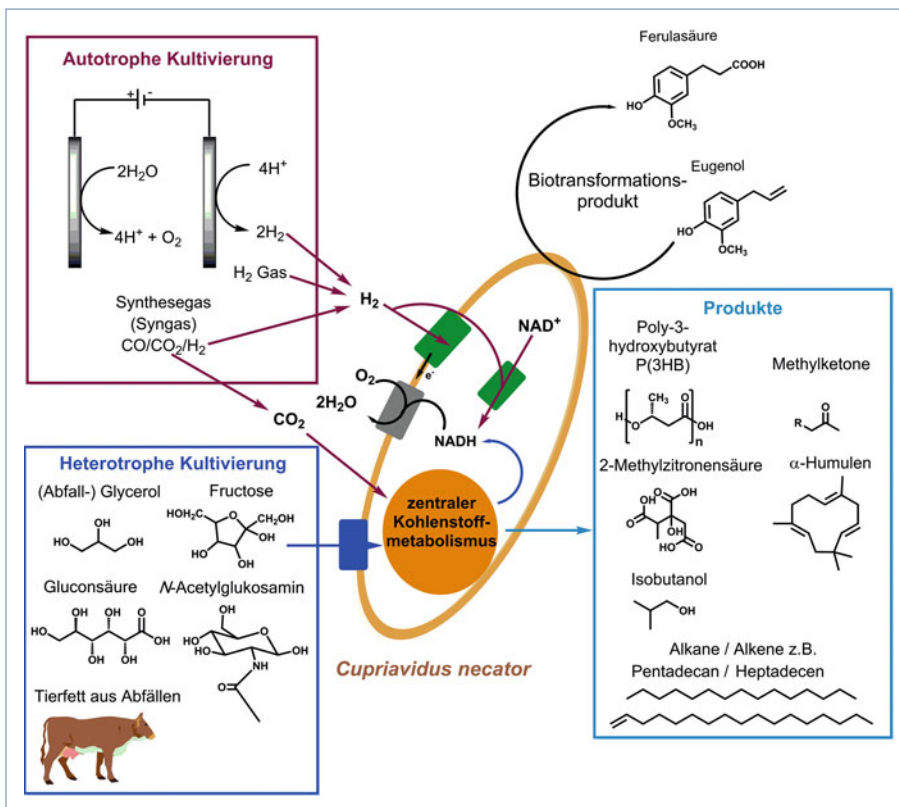 Autotrophe Kultivierung
+ -
2H₂O
4H⁺ + O₂
4H⁺
2H₂
H₂ Gas
Synthesegas
(Syngas)
CO/CO₂/H₂
H₂
CO₂
O₂
2H₂O
e⁻
NAD⁺
NADH
Ferulasäure
COOH
HO
OCH₃
Eugenol
HO
OCH₃
Biotransformations-
produkt
Heterotrophe Kultivierung
(Abfall-) Glycerol
OH
HO
OH
Fructose
HOH₂C
O
CH₂OH
OH
HO
OH
Gluconsäure
OH
OH
O
HO
OH
OH
OH
N-Acetylglukosamin
HO
O
HO
OH
HO
NH
O
Tierfett aus Abfällen
zentraler
Kohlenstoff-
metabolismus
Cupriavidus necator
Produkte
Poly-3-
hydroxybutyrat
P(3HB)
CH₃
O
H
O
OH
n
Methylketone
O
R
2-Methylzitronensäure
O
OH
HO
O
OH
O
OH
α-Humulen
Isobutanol
OH
Alkane / Alkene z.B.
Pentadecan / Heptadecen